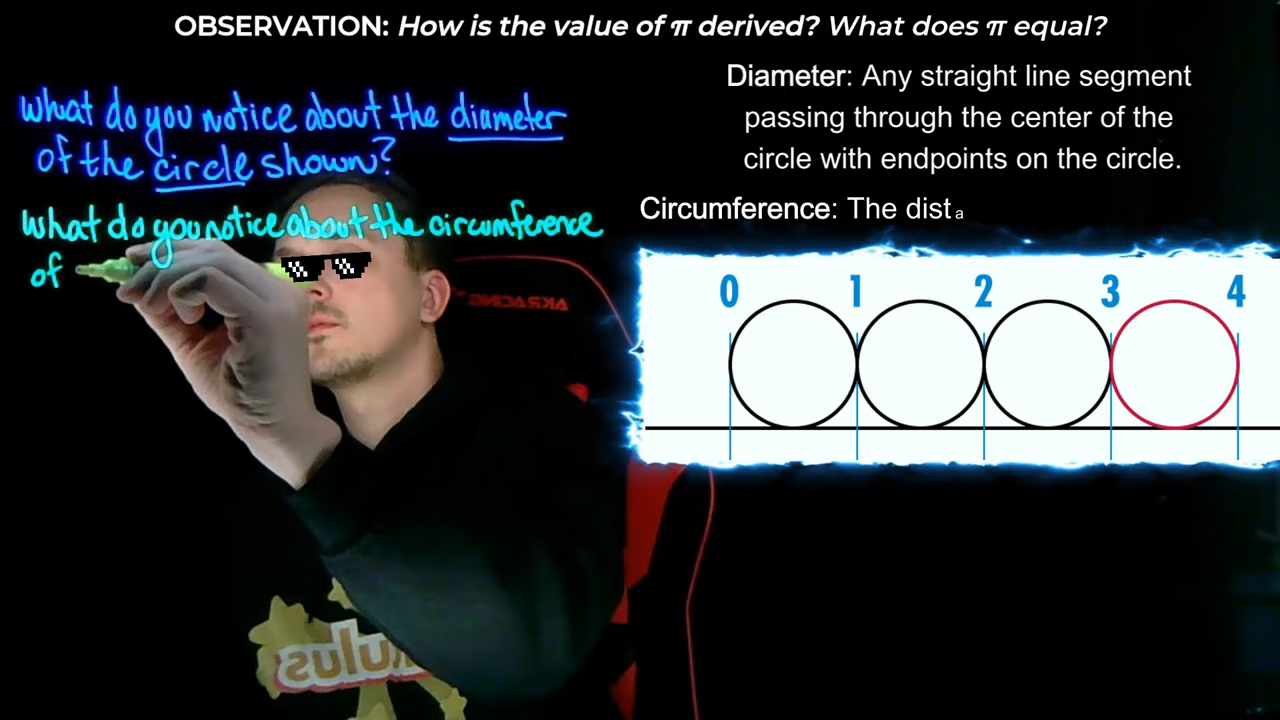 OBSERVATION: How is the value of π derived? What does π equal?
what do you notice about the diameter
of the circle shown?
what do you notice about the circumference
of
Diameter: Any straight line segment
passing through the center of the
circle with endpoints on the circle.
Circumference: The dista
0 1 2 3 4
AKRACING